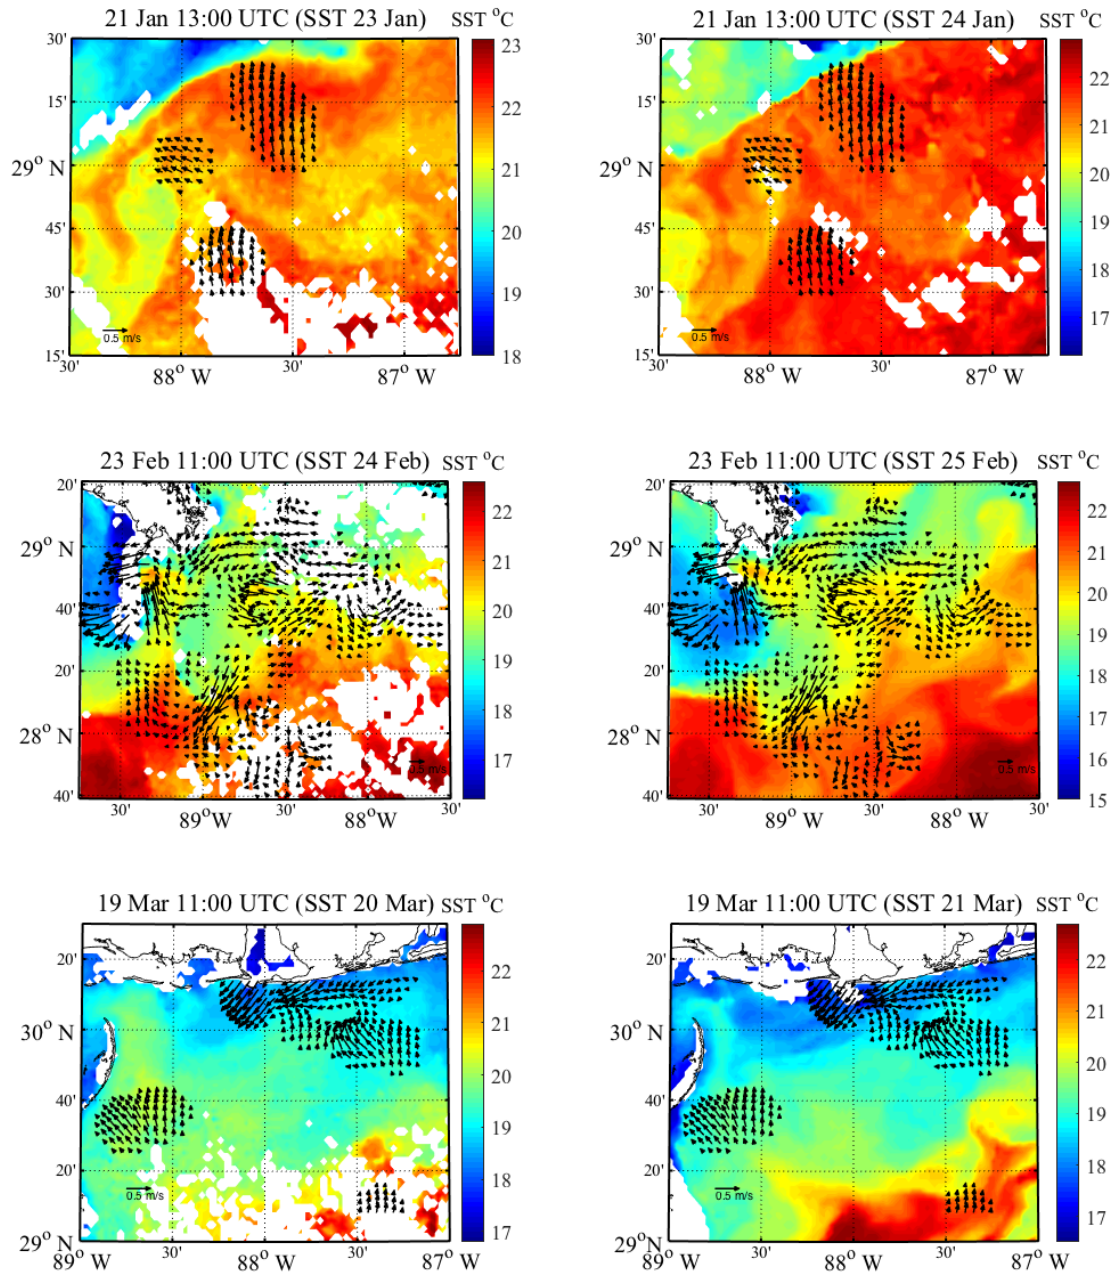 21 Jan 13:00 UTC (SST 23 Jan) SST °C
30'
15'
29° N
45'
30'
15'
0.5 m/s
30' 88° W 30' 87° W
23
22
21
20
19
18
21 Jan 13:00 UTC (SST 24 Jan) SST °C
30'
15'
29° N
45'
30'
15'
0.5 m/s
30' 88° W 30' 87° W
22
21
20
19
18
17
23 Feb 11:00 UTC (SST 24 Feb) SST °C
20'
29° N
40'
20'
28° N
40'
0.5 m/s
30' 89° W 30' 88° W 30'
22
21
20
19
18
17
23 Feb 11:00 UTC (SST 25 Feb) SST °C
20'
29° N
40'
20'
28° N
40'
0.5 m/s
30' 89° W 30' 88° W 30'
22
21
20
19
18
17
16
15
19 Mar 11:00 UTC (SST 20 Mar) SST °C
20'
30° N
40'
20'
29° N
0.5 m/s
89° W 30' 88° W 30' 87° W
22
21
20
19
18
17
19 Mar 11:00 UTC (SST 21 Mar) SST °C
20'
30° N
40'
20'
29° N
0.5 m/s
89° W 30' 88° W 30' 87° W
22
21
20
19
18
17